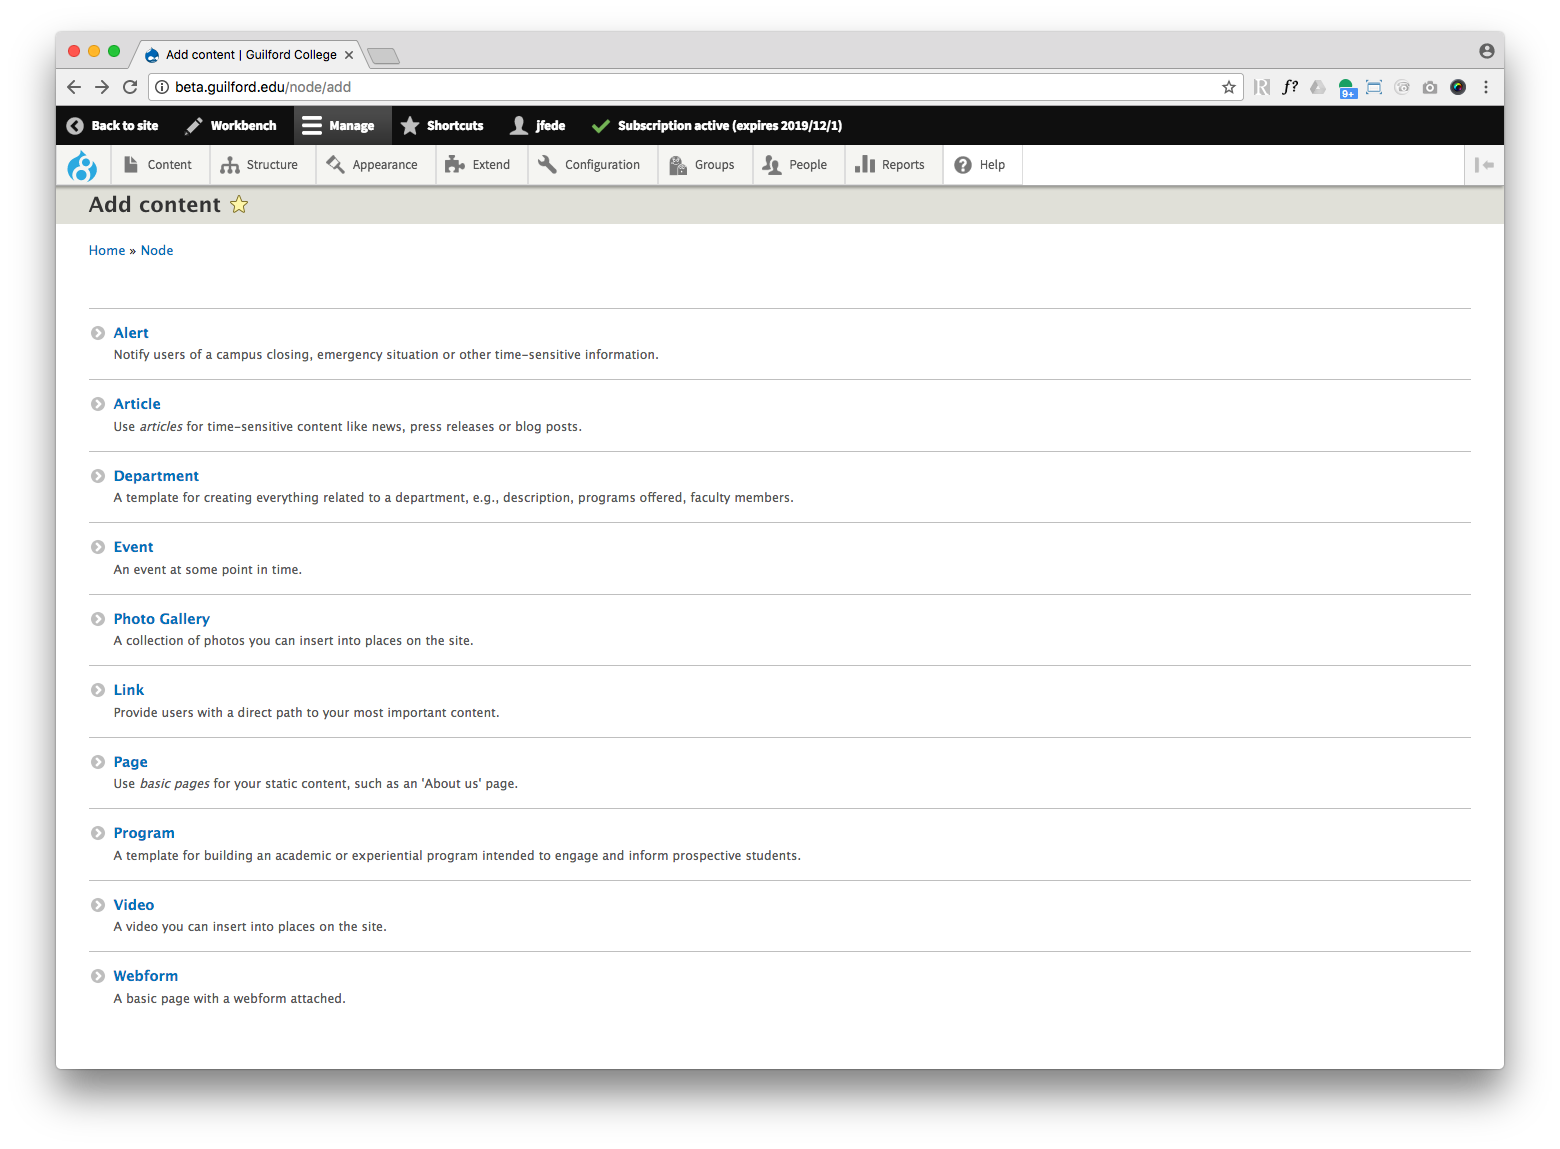 Add content | Guilford College
beta.guilford.edu/node/add
f?
9+
Back to site Workbench Manage Shortcuts jfede Subscription active (expires 2019/12/1)
Content Structure Appearance Extend Configuration Groups People Reports Help
Add content
Home » Node
Alert
Notify users of a campus closing, emergency situation or other time-sensitive information.
Article
Use articles for time-sensitive content like news, press releases or blog posts.
Department
A template for creating everything related to a department, e.g., description, programs offered, faculty members.
Event
An event at some point in time.
Photo Gallery
A collection of photos you can insert into places on the site.
Link
Provide users with a direct path to your most important content.
Page
Use basic pages for your static content, such as an 'About us' page.
Program
A template for building an academic or experiential program intended to engage and inform prospective students.
Video
A video you can insert into places on the site.
Webform
A basic page with a webform attached.